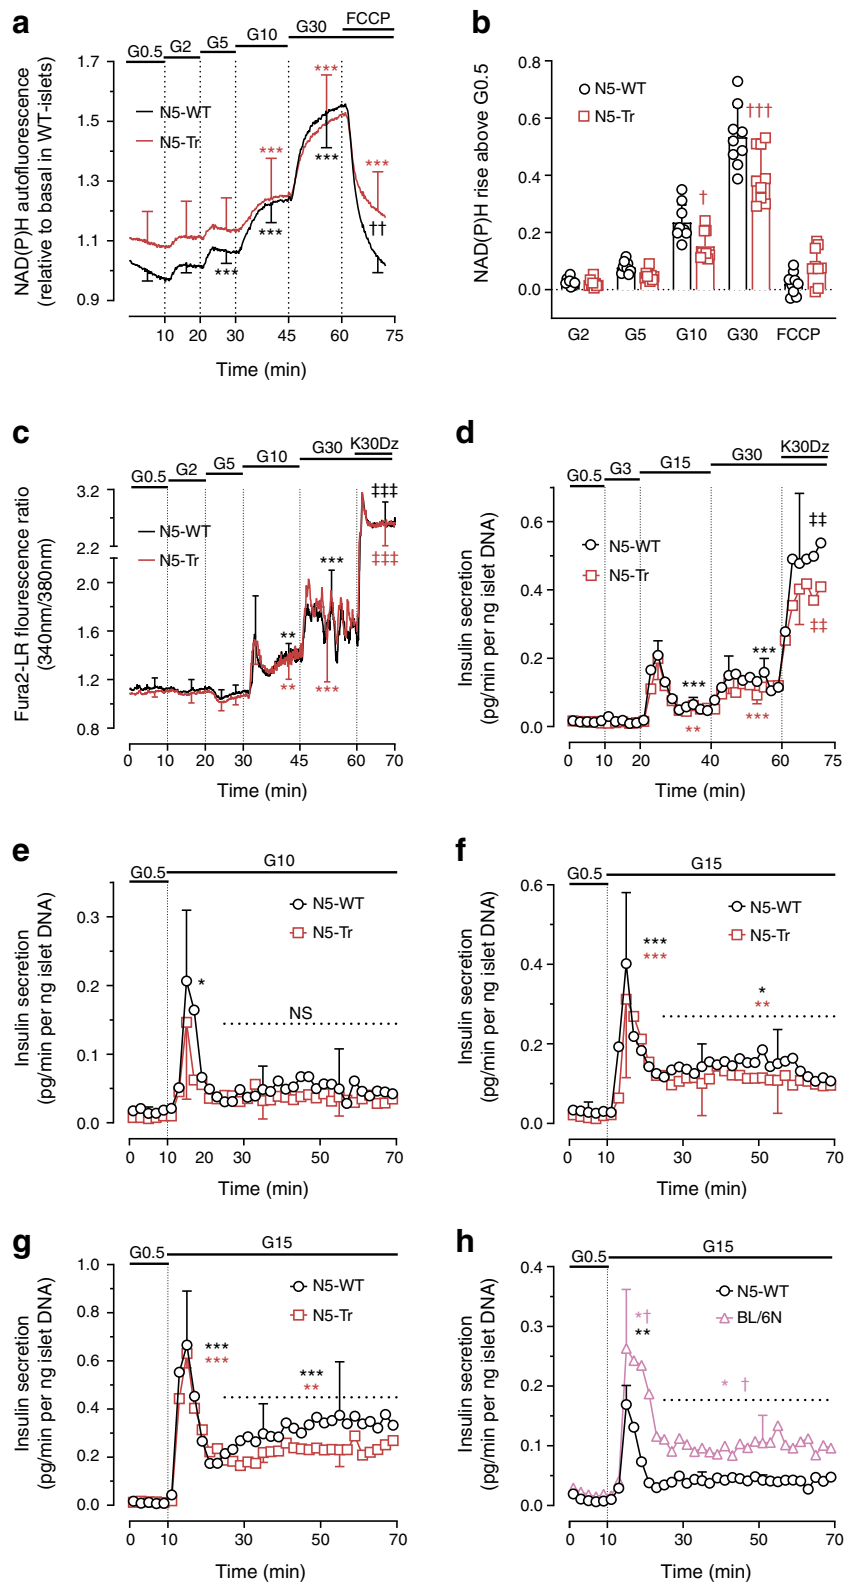 a
G0.5 G2 G5 G10 G30 FCCP
NAD(P)H autofluorescence
(relative to basal in WT-islets)
1.7
1.5
1.3
1.1
0.9
N5-WT
N5-Tr
***
***
***
***
***
***
††
0 10 20 30 45 60 75
Time (min)
b
NAD(P)H rise above G0.5
0.8
0.6
0.4
0.2
0.0
N5-WT
N5-Tr
†
†††
G2 G5 G10 G30 FCCP
c
G0.5 G2 G5 G10 G30 K30Dz
Fura2-LR flourescence ratio
(340nm/380nm)
3.2
2.2
2.0
1.6
1.2
0.8
N5-WT
N5-Tr
**
**
***
***
‡‡‡
‡‡‡
0 10 20 30 45 60 70
Time (min)
d
G0.5 G3 G15 G30 K30Dz
Insulin secretion
(pg/min per ng islet DNA)
0.6
0.4
0.2
0.0
N5-WT
N5-Tr
***
**
***
***
‡‡
‡‡
0 10 20 40 60 75
Time (min)
e
G0.5 G10
Insulin secretion
(pg/min per ng islet DNA)
0.3
0.2
0.1
0.0
N5-WT
N5-Tr
*
NS
0 10 20 30 50 70
Time (min)
f
G0.5 G15
Insulin secretion
(pg/min per ng islet DNA)
0.6
0.4
0.2
0.0
N5-WT
N5-Tr
***
***
*
**
0 10 30 50 70
Time (min)
g
G0.5 G15
Insulin secretion
(pg/min per ng islet DNA)
1.0
0.8
0.6
0.4
0.2
0.0
N5-WT
N5-Tr
***
***
***
**
0 10 30 50 70
Time (min)
h
G0.5 G15
Insulin secretion
(pg/min per ng islet DNA)
0.4
0.3
0.2
0.1
0.0
N5-WT
BL/6N
*†
**
* †
0 10 30 50 70
Time (min)